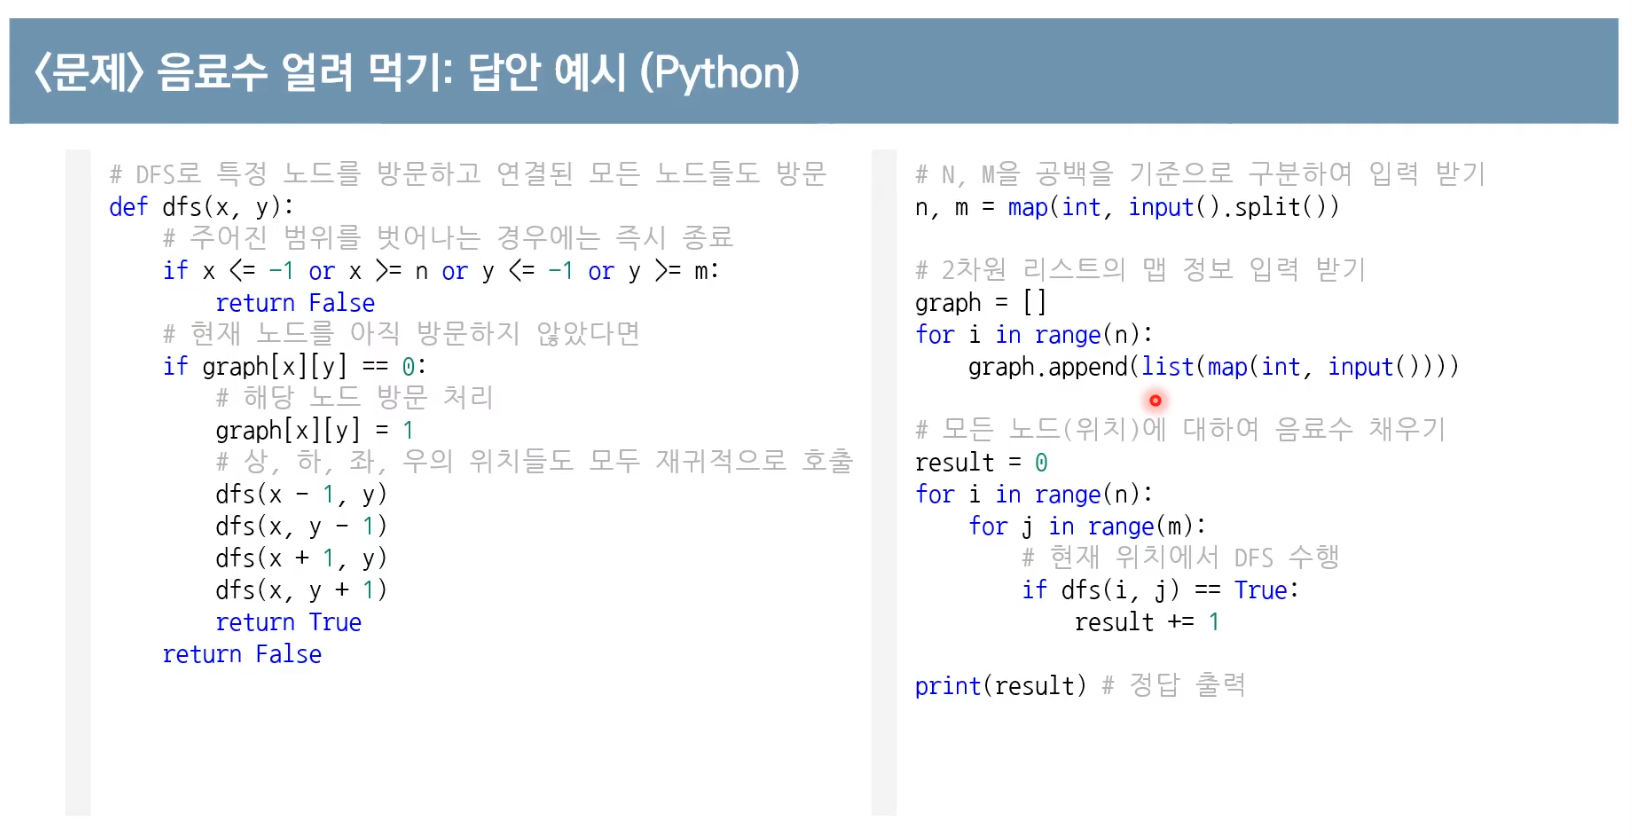 <문제> 음료수 얼려 먹기: 답안 예시 (Python)
# DFS로 특정 노드를 방문하고 연결된 모든 노드들도 방문
def dfs(x, y):
    # 주어진 범위를 벗어나는 경우에는 즉시 종료
    if x <= -1 or x >= n or y <= -1 or y >= m:
        return False
    # 현재 노드를 아직 방문하지 않았다면
    if graph[x][y] == 0:
        # 해당 노드 방문 처리
        graph[x][y] = 1
        # 상, 하, 좌, 우의 위치들도 모두 재귀적으로 호출
        dfs(x - 1, y)
        dfs(x, y - 1)
        dfs(x + 1, y)
        dfs(x, y + 1)
        return True
    return False
# N, M을 공백을 기준으로 구분하여 입력 받기
n, m = map(int, input().split())
# 2차원 리스트의 맵 정보 입력 받기
graph = []
for i in range(n):
    graph.append(list(map(int, input())))
# 모든 노드(위치)에 대하여 음료수 채우기
result = 0
for i in range(n):
    for j in range(m):
        # 현재 위치에서 DFS 수행
        if dfs(i, j) == True:
            result += 1
print(result) # 정답 출력